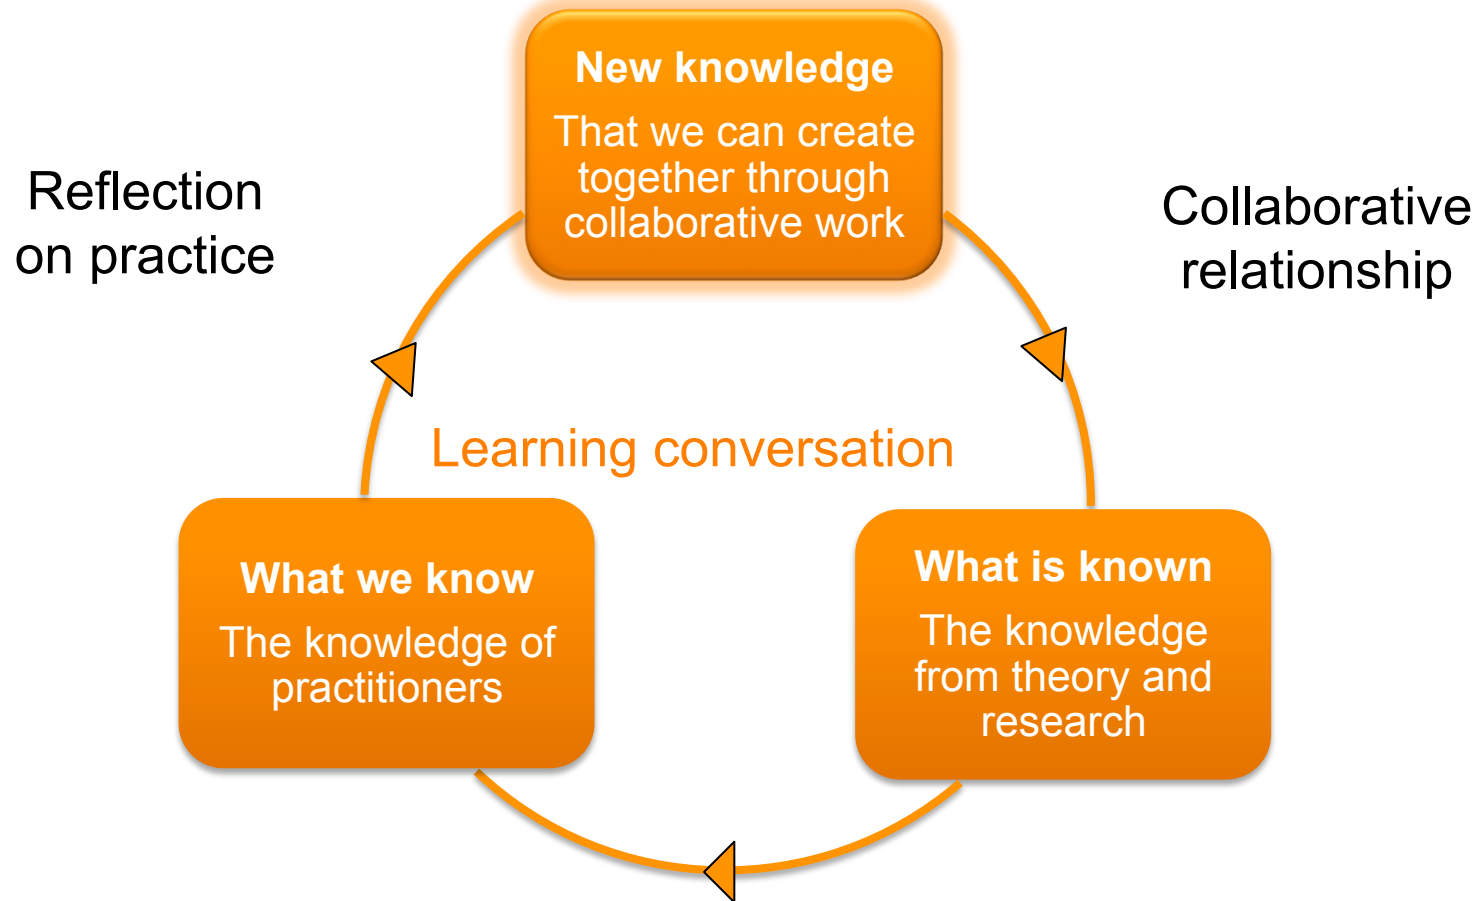 New knowledge
That we can create
together through
collaborative work
Reflection
on practice
Collaborative
relationship
Learning conversation
What we know
The knowledge of
practitioners
What is known
The knowledge
from theory and
research